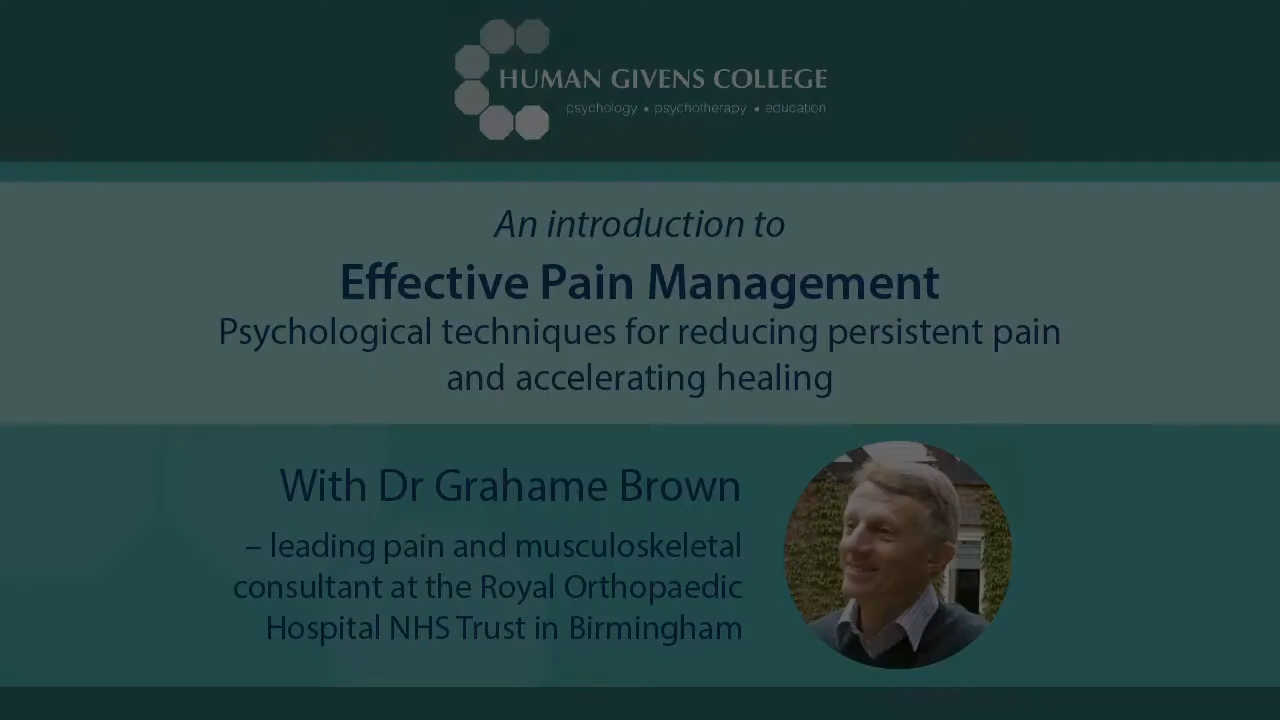 HUMAN GIVENS COLLEGE
psychology • psychotherapy • education
An introduction to
Effective Pain Management
Psychological techniques for reducing persistent pain
and accelerating healing
With Dr Grahame Brown
– leading pain and musculoskeletal
consultant at the Royal Orthopaedic
Hospital NHS Trust in Birmingham